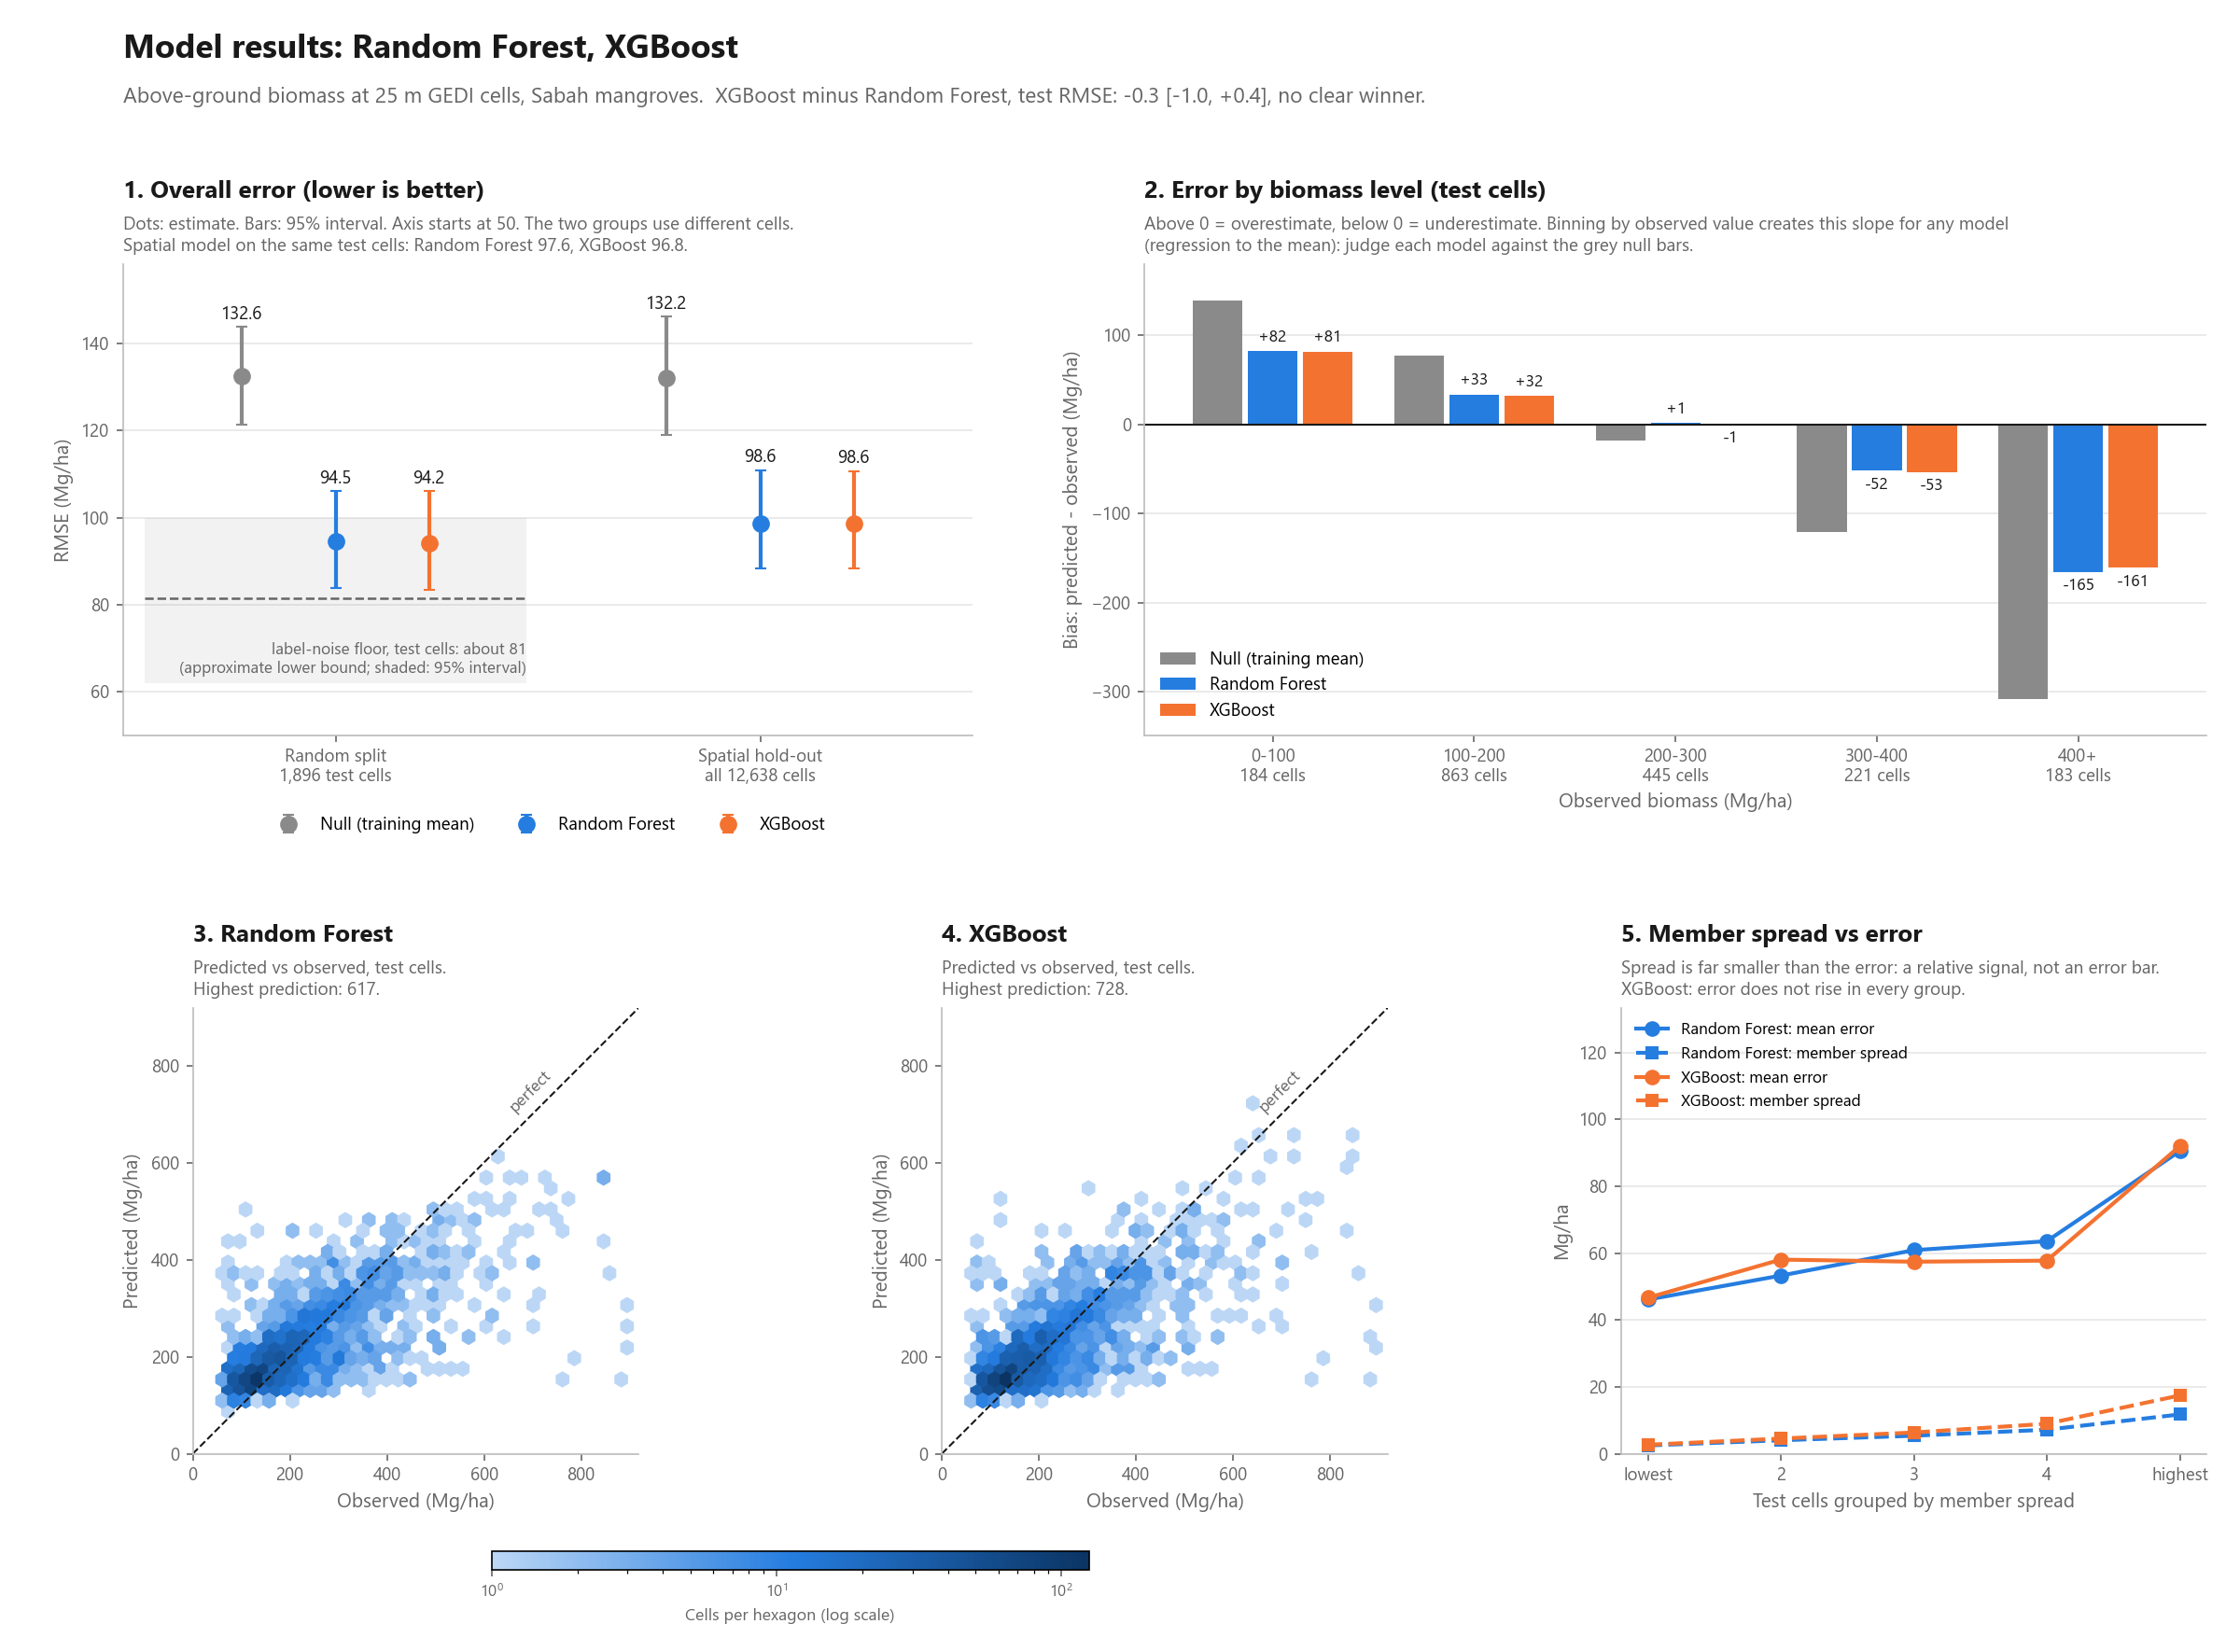 Model results: Random Forest, XGBoost
Above-ground biomass at 25 m GEDI cells, Sabah mangroves.  XGBoost minus Random Forest, test RMSE: -0.3 [-1.0, +0.4], no clear winner.
1. Overall error (lower is better)
Dots: estimate. Bars: 95% interval. Axis starts at 50. The two groups use different cells.
Spatial model on the same test cells: Random Forest 97.6, XGBoost 96.8.
RMSE (Mg/ha)
140
120
100
80
60
132.6
94.5
94.2
132.2
98.6
98.6
label-noise floor, test cells: about 81
(approximate lower bound; shaded: 95% interval)
Random split
1,896 test cells
Spatial hold-out
all 12,638 cells
Null (training mean)
Random Forest
XGBoost
2. Error by biomass level (test cells)
Above 0 = overestimate, below 0 = underestimate. Binning by observed value creates this slope for any model
(regression to the mean): judge each model against the grey null bars.
Bias: predicted - observed (Mg/ha)
100
0
−100
−200
−300
+82
+81
+33
+32
+1
-1
-52
-53
-165
-161
Null (training mean)
Random Forest
XGBoost
0-100
184 cells
100-200
863 cells
200-300
445 cells
300-400
221 cells
400+
183 cells
Observed biomass (Mg/ha)
3. Random Forest
Predicted vs observed, test cells.
Highest prediction: 617.
Predicted (Mg/ha)
800
600
400
200
0
perfect
0
200
400
600
800
Observed (Mg/ha)
4. XGBoost
Predicted vs observed, test cells.
Highest prediction: 728.
Predicted (Mg/ha)
800
600
400
200
0
perfect
0
200
400
600
800
Observed (Mg/ha)
5. Member spread vs error
Spread is far smaller than the error: a relative signal, not an error bar.
XGBoost: error does not rise in every group.
Random Forest: mean error
Random Forest: member spread
XGBoost: mean error
XGBoost: member spread
Mg/ha
120
100
80
60
40
20
0
lowest
2
3
4
highest
Test cells grouped by member spread
10⁰
10¹
10²
Cells per hexagon (log scale)